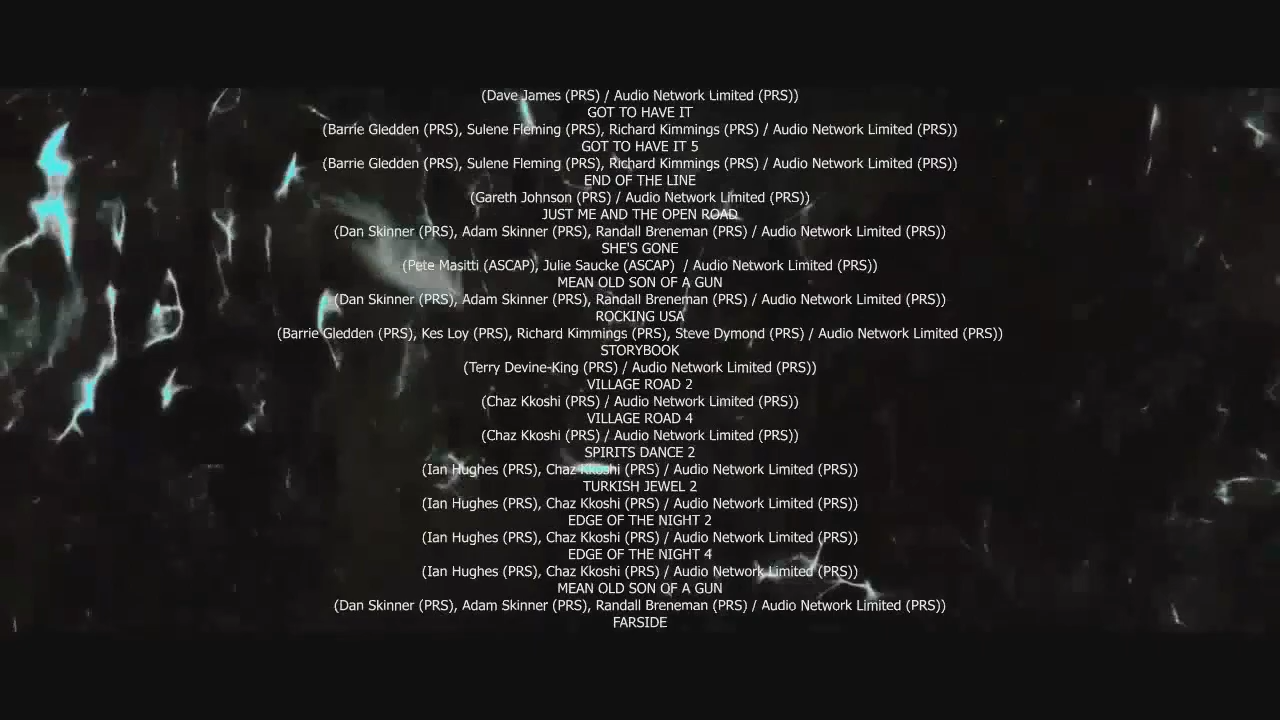 (Dave James (PRS) / Audio Network Limited (PRS))
GOT TO HAVE IT
(Barrie Gledden (PRS), Sulene Fleming (PRS), Richard Kimmings (PRS) / Audio Network Limited (PRS))
GOT TO HAVE IT 5
(Barrie Gledden (PRS), Sulene Fleming (PRS), Richard Kimmings (PRS) / Audio Network Limited (PRS))
END OF THE LINE
(Gareth Johnson (PRS) / Audio Network Limited (PRS))
JUST ME AND THE OPEN ROAD
(Dan Skinner (PRS), Adam Skinner (PRS), Randall Breneman (PRS) / Audio Network Limited (PRS))
SHE'S GONE
(Pete Masitti (ASCAP), Julie Saucke (ASCAP)  / Audio Network Limited (PRS))
MEAN OLD SON OF A GUN
(Dan Skinner (PRS), Adam Skinner (PRS), Randall Breneman (PRS) / Audio Network Limited (PRS))
ROCKING USA
(Barrie Gledden (PRS), Kes Loy (PRS), Richard Kimmings (PRS), Steve Dymond (PRS) / Audio Network Limited (PRS))
STORYBOOK
(Terry Devine-King (PRS) / Audio Network Limited (PRS))
VILLAGE ROAD 2
(Chaz Kkoshi (PRS) / Audio Network Limited (PRS))
VILLAGE ROAD 4
(Chaz Kkoshi (PRS) / Audio Network Limited (PRS))
SPIRITS DANCE 2
(Ian Hughes (PRS), Chaz Kkoshi (PRS) / Audio Network Limited (PRS))
TURKISH JEWEL 2
(Ian Hughes (PRS), Chaz Kkoshi (PRS) / Audio Network Limited (PRS))
EDGE OF THE NIGHT 2
(Ian Hughes (PRS), Chaz Kkoshi (PRS) / Audio Network Limited (PRS))
EDGE OF THE NIGHT 4
(Ian Hughes (PRS), Chaz Kkoshi (PRS) / Audio Network Limited (PRS))
MEAN OLD SON OF A GUN
(Dan Skinner (PRS), Adam Skinner (PRS), Randall Breneman (PRS) / Audio Network Limited (PRS))
FARSIDE